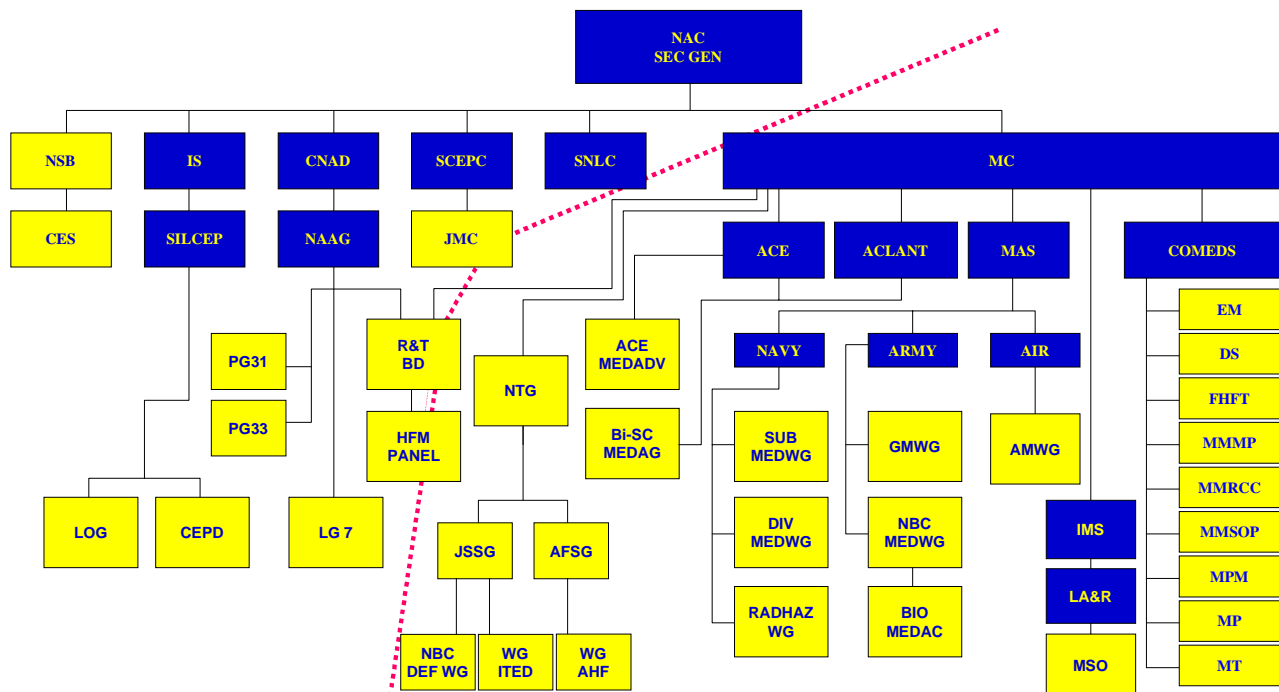 NAC
SEC GEN
NSB
IS
CNAD
SCEPC
SNLC
MC
CES
SILCEP
NAAG
JMC
ACE
ACLANT
MAS
COMEDS
PG31
R&T
BD
NTG
ACE
MEDADV
NAVY
ARMY
AIR
EM
DS
FHFT
MMMP
MMRCC
MMSOP
MPM
MP
MT
PG33
HFM
PANEL
Bi-SC
MEDAG
SUB
MEDWG
GMWG
AMWG
LOG
CEPD
LG 7
JSSG
AFSG
DIV
MEDWG
NBC
MEDWG
IMS
LA&R
MSO
NBC
DEF WG
WG
ITED
WG
AHF
RADHAZ
WG
BIO
MEDAC